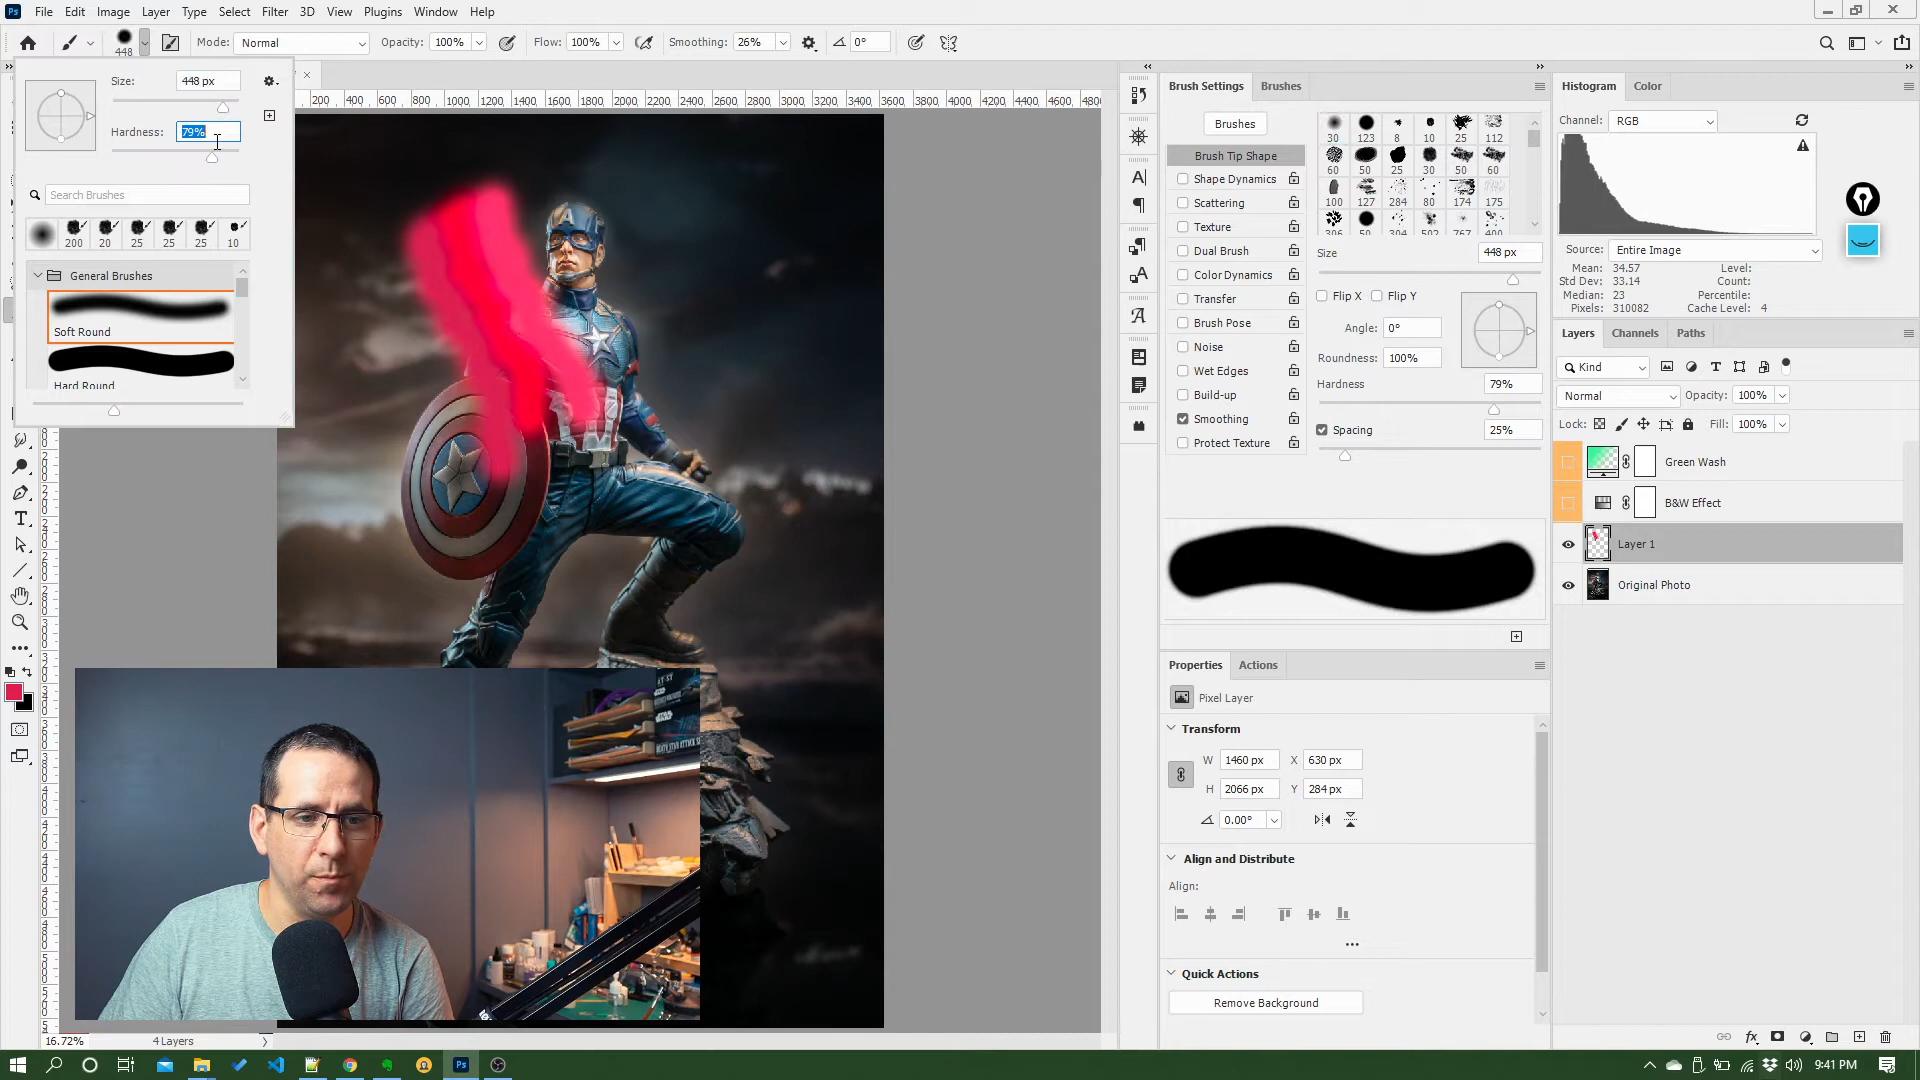 Ps File Edit Image Layer Type Select Filter 3D View Plugins Window Help
448 Mode: Normal Opacity: 100% Flow: 100% Smoothing: 26% 0°
Size: 448 px
Hardness: 79%
Search Brushes
200 20 25 25 25 10
General Brushes
Soft Round
Hard Round
200 400 600 800 1000 1200 1400 1600 1800 2000 2200 2400 2600 2800 3000 3200 3400 3600 3800 4000 4200 4400 4600 480
Brush Settings Brushes
Brushes
Brush Tip Shape
Shape Dynamics
Scattering
Texture
Dual Brush
Color Dynamics
Transfer
Brush Pose
Noise
Wet Edges
Build-up
Smoothing
Protect Texture
30 123 8 10 25 112
60 50 25 30 50 60
100 127 284 80 174 175
306 50 304 502 767 400
Size 448 px
Flip X Flip Y
Angle: 0°
Roundness: 100%
Hardness 79%
Spacing 25%
Properties Actions
Pixel Layer
Transform
W 1460 px X 630 px
H 2066 px Y 284 px
0.00°
Align and Distribute
Align:
Quick Actions
Remove Background
Histogram Color
Channel: RGB
Source: Entire Image
Mean: 34.57 Level:
Std Dev: 33.14 Count:
Median: 23 Percentile:
Pixels: 310082 Cache Level: 4
Layers Channels Paths
Kind
Normal Opacity: 100%
Lock: Fill: 100%
Green Wash
B&W Effect
Layer 1
Original Photo
16.72% 4 Layers
Ps
9:41 PM